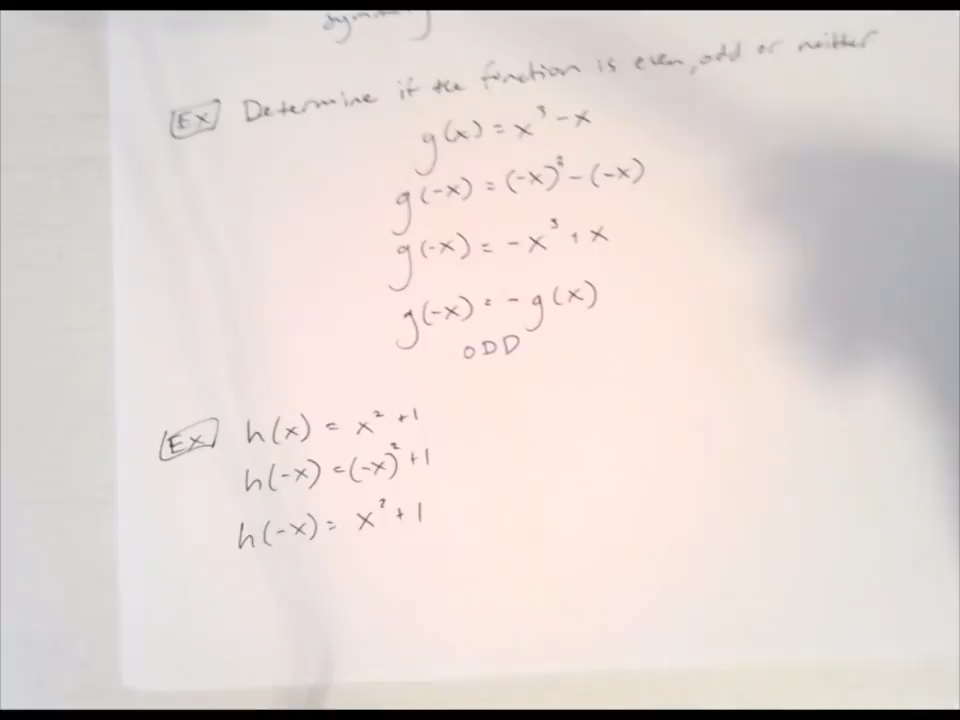 Ex Determine if the function is even, odd or neither
g(x) = x³ - x
g(-x) = (-x)³ - (-x)
g(-x) = -x³ + x
g(-x) = -g(x)
ODD
Ex h(x) = x² + 1
h(-x) = (-x)² + 1
h(-x) = x² + 1